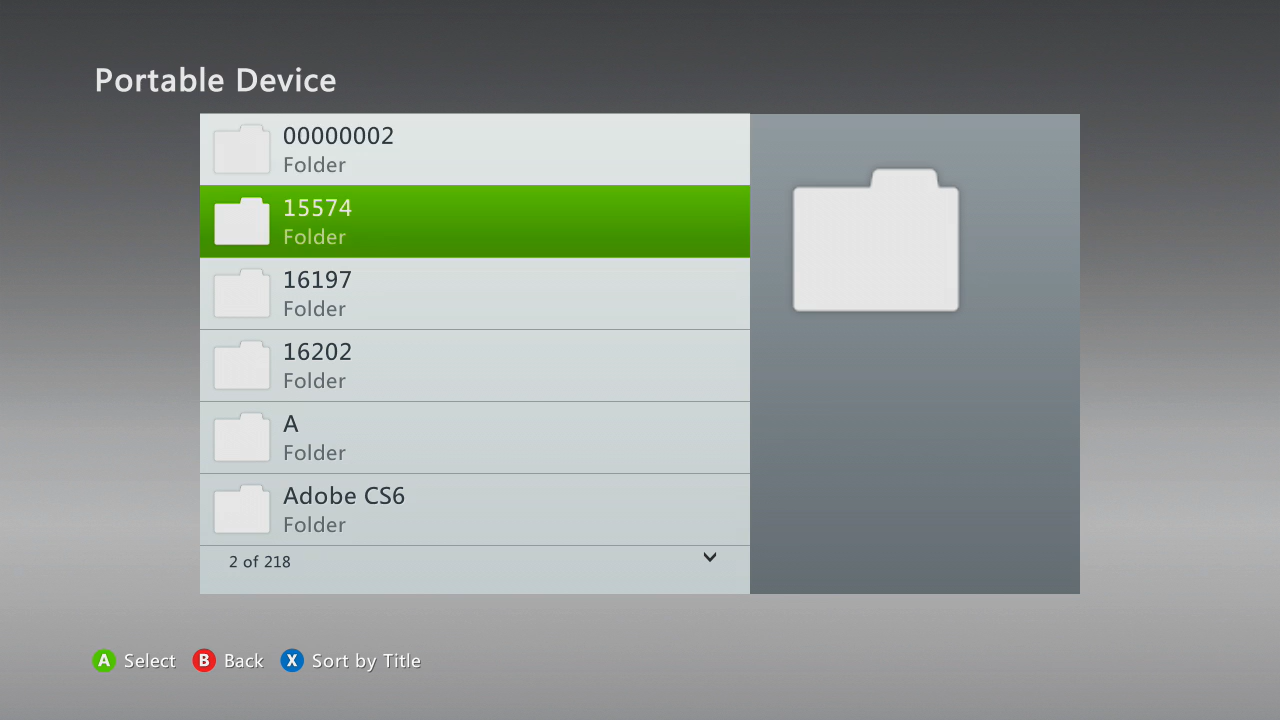 Portable Device
00000002
Folder
15574
Folder
16197
Folder
16202
Folder
A
Folder
Adobe CS6
Folder
2 of 218
A Select B Back X Sort by Title